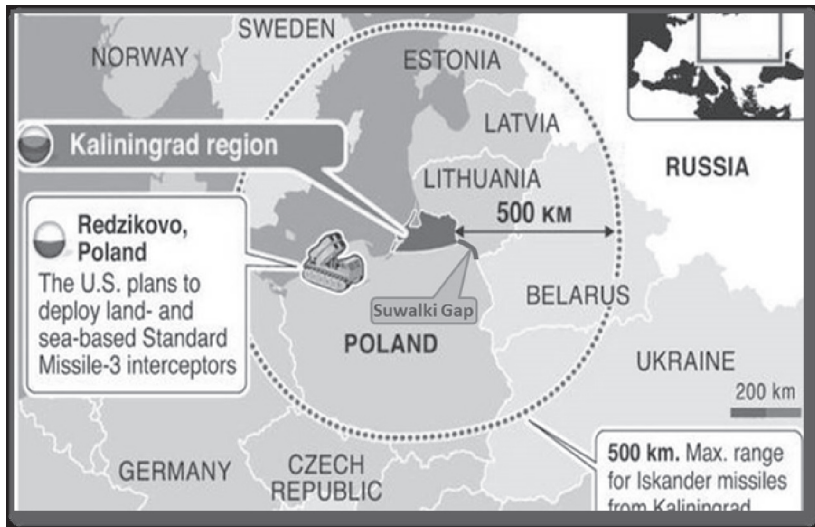 SWEDEN
NORWAY
ESTONIA
LATVIA
Kaliningrad region
LITHUANIA
RUSSIA
500 KM
Redzikovo,
Poland
The U.S. plans to
deploy land- and
sea-based Standard
Missile-3 interceptors
Suwalki Gap
BELARUS
POLAND
UKRAINE
200 km
500 km. Max. range
for Iskander missiles
from Kaliningrad
GERMANY
CZECH
REPUBLIC